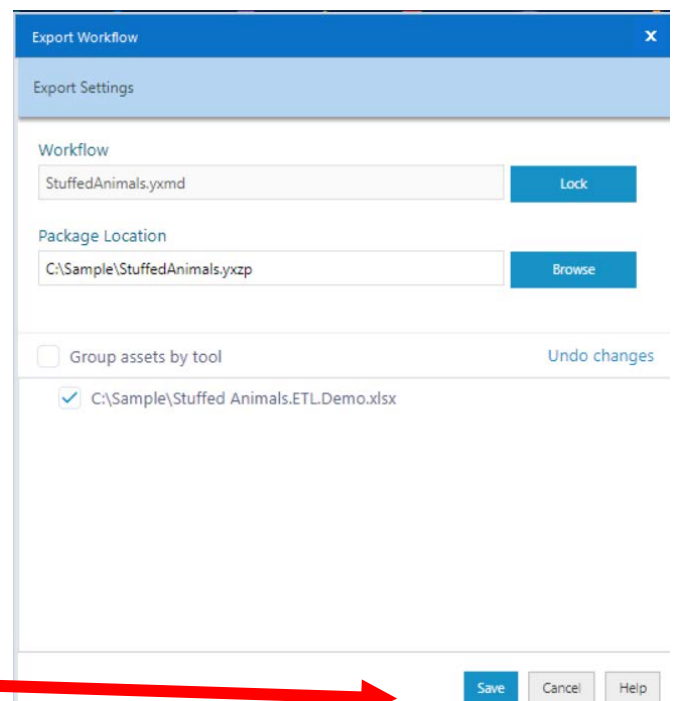 Export Workflow x
Export Settings
Workflow
StuffedAnimals.yxmd Lock
Package Location
C:\Sample\StuffedAnimals.yxzp Browse
Group assets by tool Undo changes
C:\Sample\Stuffed Animals.ETL.Demo.xlsx
Save Cancel Help